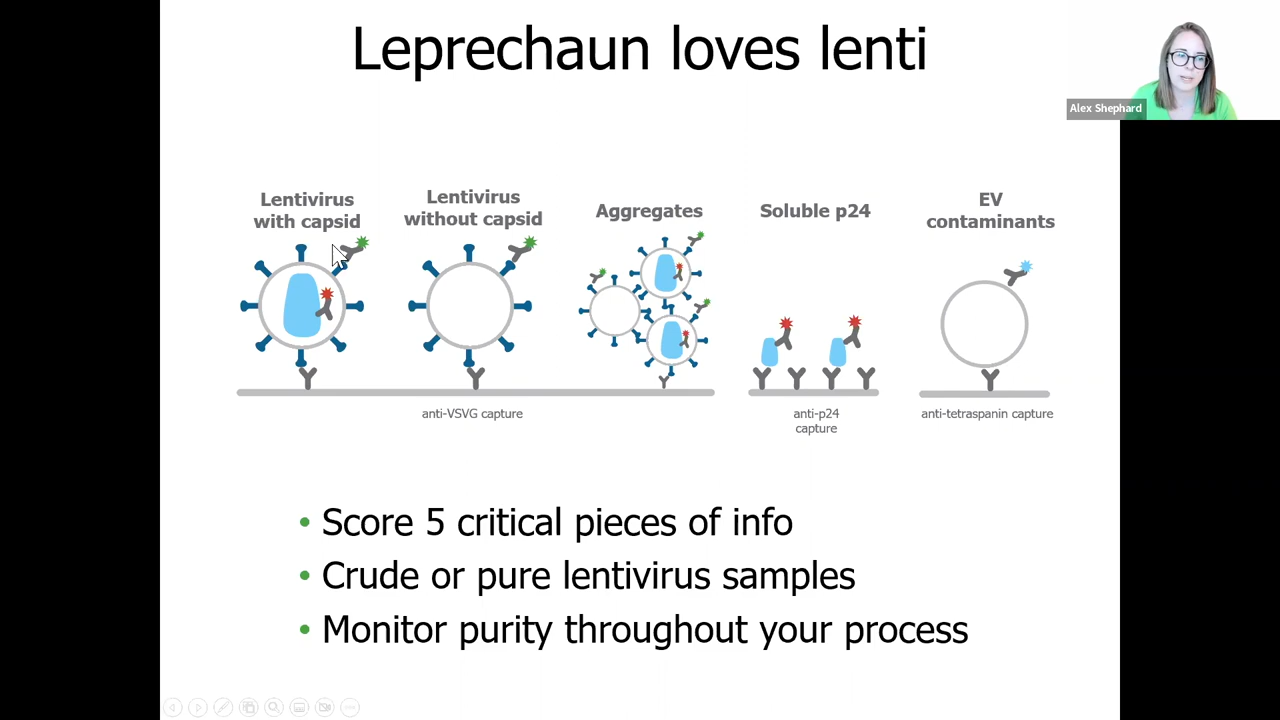 Leprechaun loves lenti
Alex Shephard
Lentivirus
with capsid
Lentivirus
without capsid
Aggregates
Soluble p24
EV
contaminants
anti-VSVG capture
anti-p24
capture
anti-tetraspanin capture
• Score 5 critical pieces of info
• Crude or pure lentivirus samples
• Monitor purity throughout your process